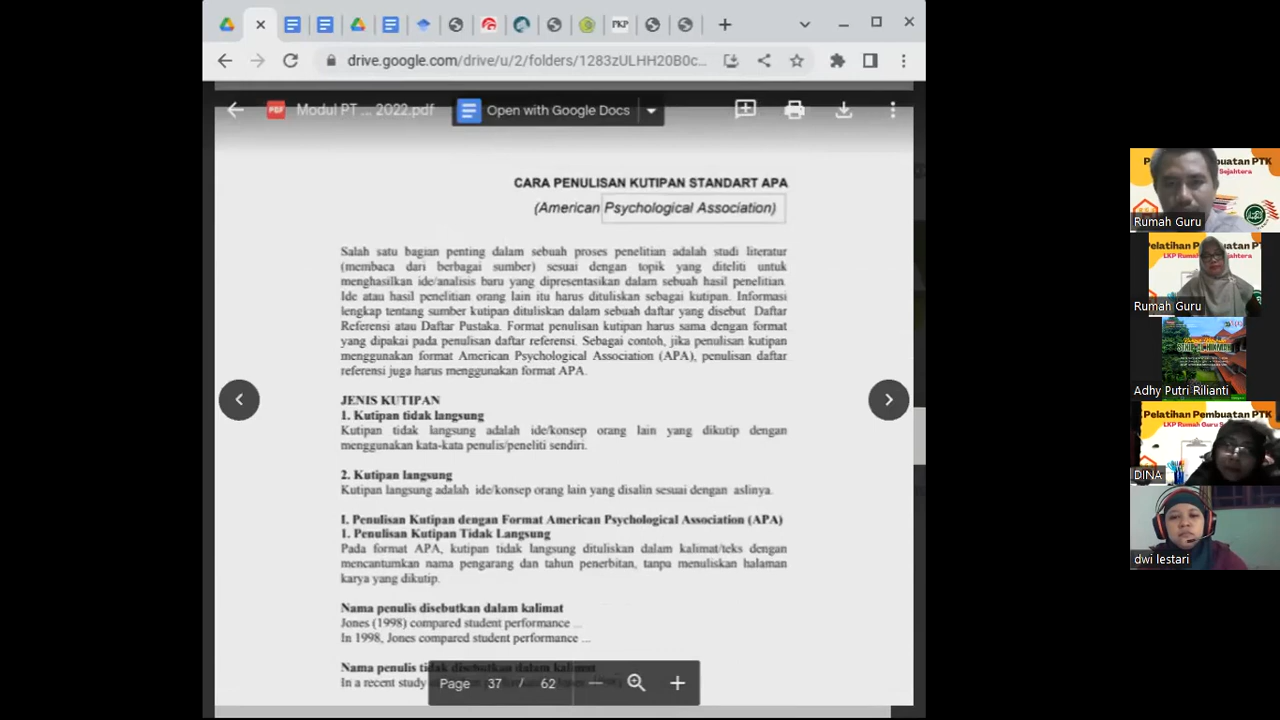 drive.google.com/drive/u/2/folders/1283zULHH20B0c...
Modul PT ... 2022.pdf
Open with Google Docs
CARA PENULISAN KUTIPAN STANDART APA
(American Psychological Association)
Salah satu bagian penting dalam sebuah proses penelitian adalah studi literatur
(membaca dari berbagai sumber) sesuai dengan topik yang diteliti untuk
menghasilkan ide/analisis baru yang dipresentasikan dalam sebuah hasil penelitian.
Ide atau hasil penelitian orang lain itu harus dituliskan sebagai kutipan. Informasi
lengkap tentang sumber kutipan dituliskan dalam sebuah daftar yang disebut Daftar
Referensi atau Daftar Pustaka. Format penulisan kutipan harus sama dengan format
yang dipakai pada penulisan daftar referensi. Sebagai contoh, jika penulisan kutipan
menggunakan format American Psychological Association (APA), penulisan daftar
referensi juga harus menggunakan format APA.
JENIS KUTIPAN
1. Kutipan tidak langsung
Kutipan tidak langsung adalah ide/konsep orang lain yang dikutip dengan
menggunakan kata-kata penulis/peneliti sendiri.
2. Kutipan langsung
Kutipan langsung adalah ide/konsep orang lain yang disalin sesuai dengan aslinya.
I. Penulisan Kutipan dengan Format American Psychological Association (APA)
1. Penulisan Kutipan Tidak Langsung
Pada format APA, kutipan tidak langsung dituliskan dalam kalimat/teks dengan
mencantumkan nama pengarang dan tahun penerbitan, tanpa menuliskan halaman
karya yang dikutip.
Nama penulis disebutkan dalam kalimat
Jones (1998) compared student performance ...
In 1998, Jones compared student performance ...
Nama penulis tidak disebutkan dalam kalimat
In a recent study
Page 37 / 62
Rumah Guru
Rumah Guru
Adhy Putri Rilianti
Pelatihan Pembuatan PTK
DINA
dwi lestari